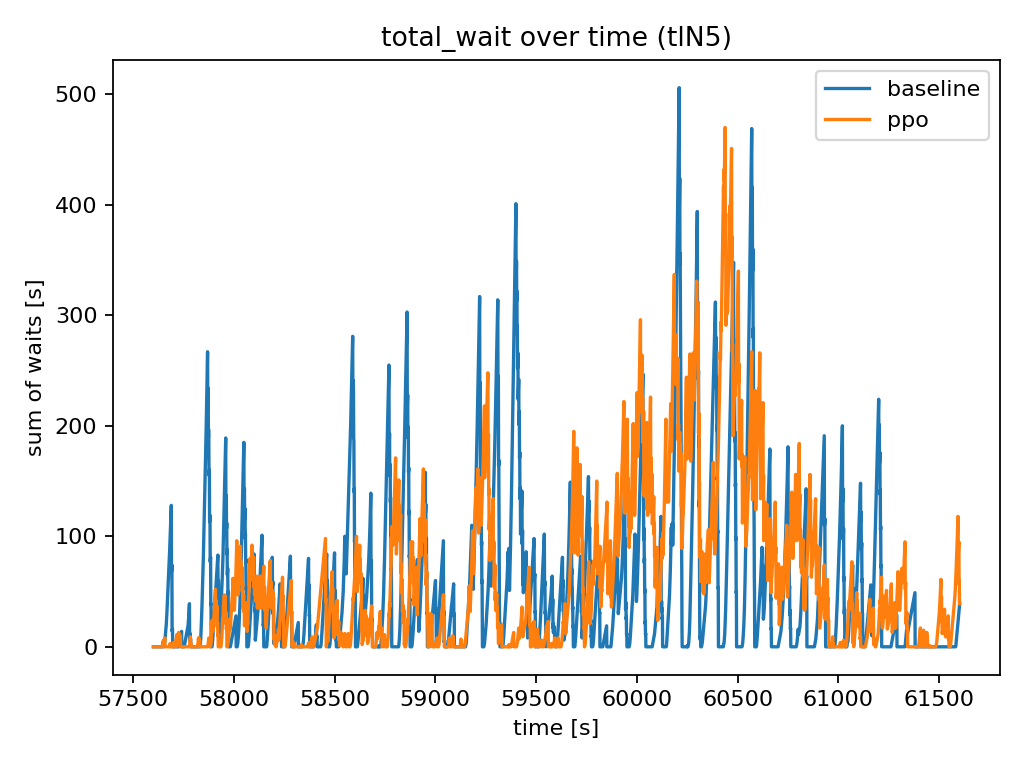 total_wait over time (tlN5)
baseline
ppo
500
400
300
200
100
0
sum of waits [s]
57500 58000 58500 59000 59500 60000 60500 61000 61500
time [s]